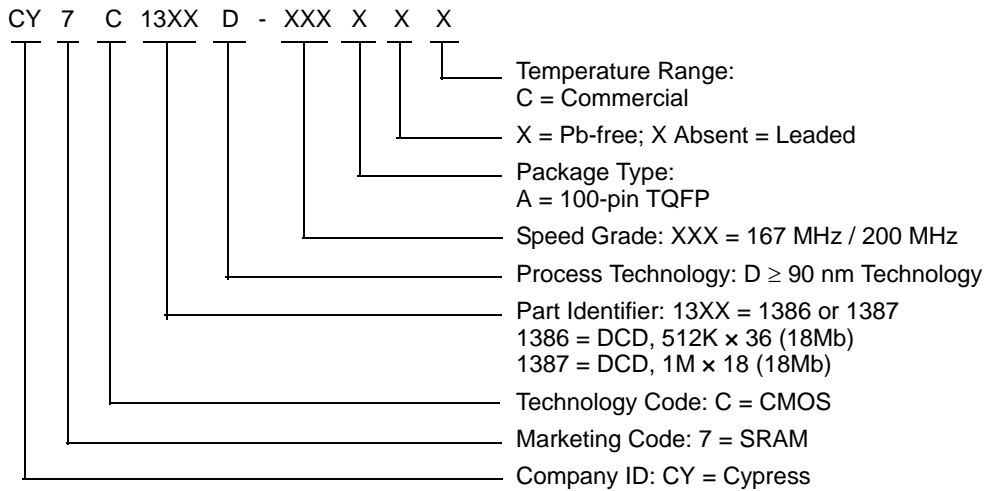 CY 7 C 13XX D - XXX X X X
Temperature Range:
C = Commercial
X = Pb-free; X Absent = Leaded
Package Type:
A = 100-pin TQFP
Speed Grade: XXX = 167 MHz / 200 MHz
Process Technology: D ≥ 90 nm Technology
Part Identifier: 13XX = 1386 or 1387
1386 = DCD, 512K × 36 (18Mb)
1387 = DCD, 1M × 18 (18Mb)
Technology Code: C = CMOS
Marketing Code: 7 = SRAM
Company ID: CY = Cypress